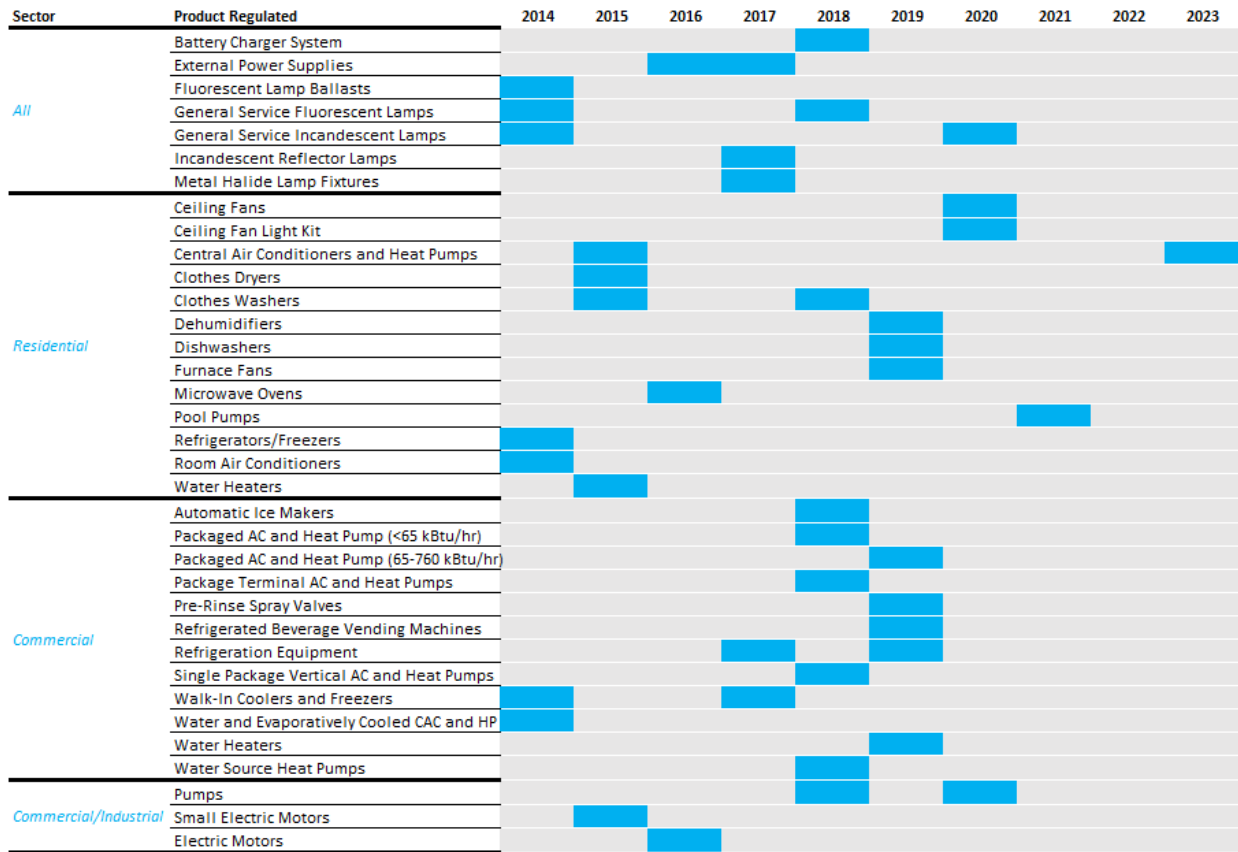 Sector Product Regulated 2014 2015 2016 2017 2018 2019 2020 2021 2022 2023
Battery Charger System
External Power Supplies
Fluorescent Lamp Ballasts
All General Service Fluorescent Lamps
General Service Incandescent Lamps
Incandescent Reflector Lamps
Metal Halide Lamp Fixtures
Ceiling Fans
Ceiling Fan Light Kit
Central Air Conditioners and Heat Pumps
Clothes Dryers
Clothes Washers
Dehumidifiers
Residential Dishwashers
Furnace Fans
Microwave Ovens
Pool Pumps
Refrigerators/Freezers
Room Air Conditioners
Water Heaters
Automatic Ice Makers
Packaged AC and Heat Pump (<65 kBtu/hr)
Packaged AC and Heat Pump (65-760 kBtu/hr)
Package Terminal AC and Heat Pumps
Pre-Rinse Spray Valves
Refrigerated Beverage Vending Machines
Commercial Refrigeration Equipment
Single Package Vertical AC and Heat Pumps
Walk-In Coolers and Freezers
Water and Evaporatively Cooled CAC and HP
Water Heaters
Water Source Heat Pumps
Pumps
Commercial/Industrial Small Electric Motors
Electric Motors